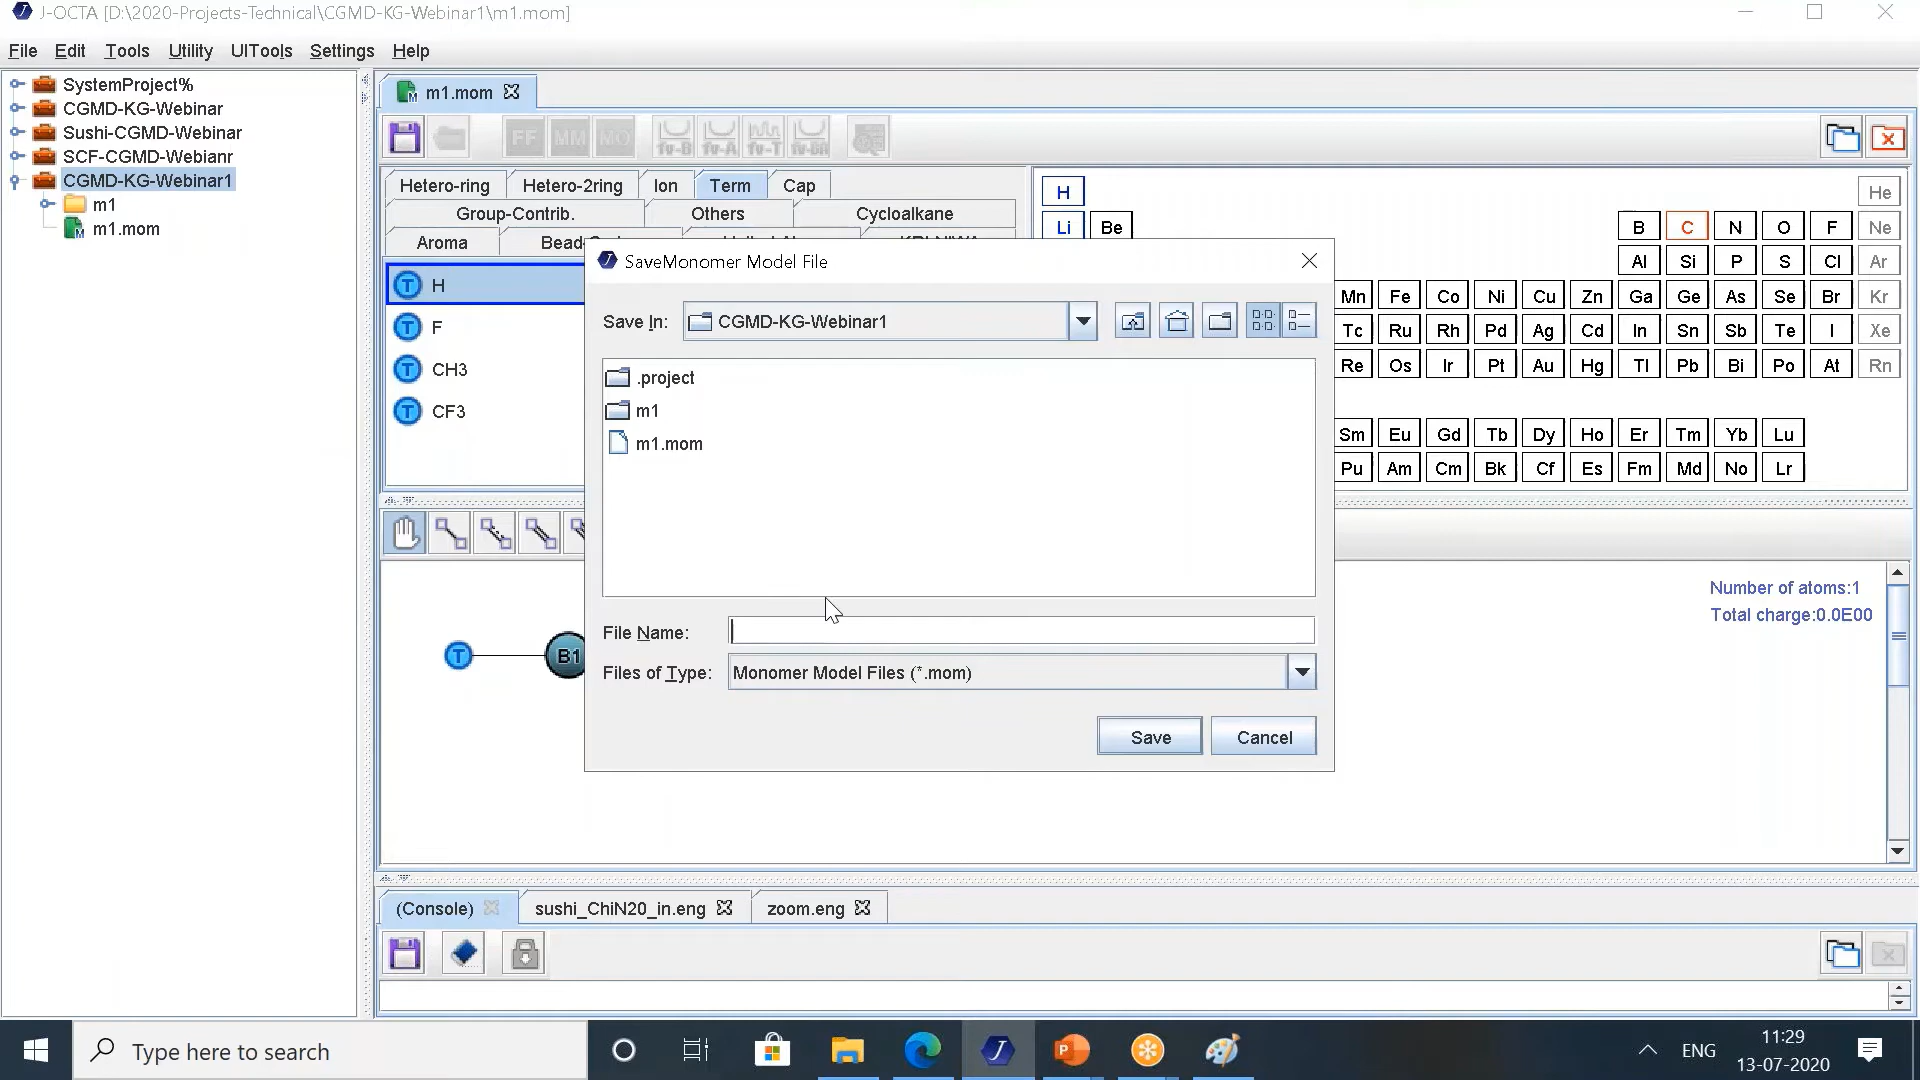 J-OCTA [D:\2020-Projects-Technical\CGMD-KG-Webinar1\m1.mom]
File Edit Tools Utility UITools Settings Help
SystemProject%
CGMD-KG-Webinar
Sushi-CGMD-Webinar
SCF-CGMD-Webianr
CGMD-KG-Webinar1
m1
m1.mom
m1.mom
FF MM MO fv-B fv-A fv-T
Hetero-ring Hetero-2ring Ion Term Cap
Group-Contrib. Others Cycloalkane
Aroma
H
F
CH3
CF3
H He
Li Be B C N O F Ne
Al Si P S Cl Ar
Mn Fe Co Ni Cu Zn Ga Ge As Se Br Kr
Tc Ru Rh Pd Ag Cd In Sn Sb Te I Xe
Re Os Ir Pt Au Hg Tl Pb Bi Po At Rn
Sm Eu Gd Tb Dy Ho Er Tm Yb Lu
Pu Am Cm Bk Cf Es Fm Md No Lr
SaveMonomer Model File
Save In: CGMD-KG-Webinar1
.project
m1
m1.mom
File Name:
Files of Type: Monomer Model Files (*.mom)
Save Cancel
T B1
Number of atoms:1
Total charge:0.0E00
(Console) sushi_ChiN20_in.eng zoom.eng
Type here to search
ENG
11:29
13-07-2020